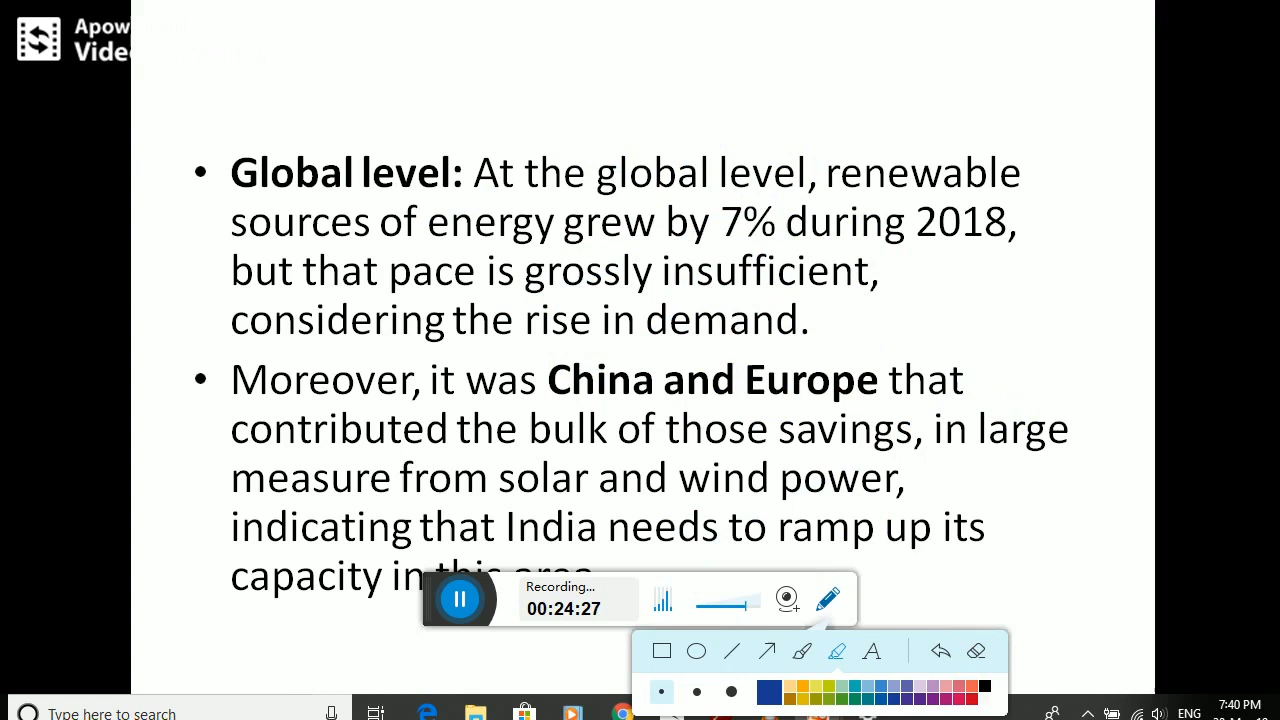 Apow
Vide
• Global level: At the global level, renewable
sources of energy grew by 7% during 2018,
but that pace is grossly insufficient,
considering the rise in demand.
• Moreover, it was China and Europe that
contributed the bulk of those savings, in large
measure from solar and wind power,
indicating that India needs to ramp up its
capacity in this area
Recording...
00:24:27
A
Type here to search
ENG
7:40 PM